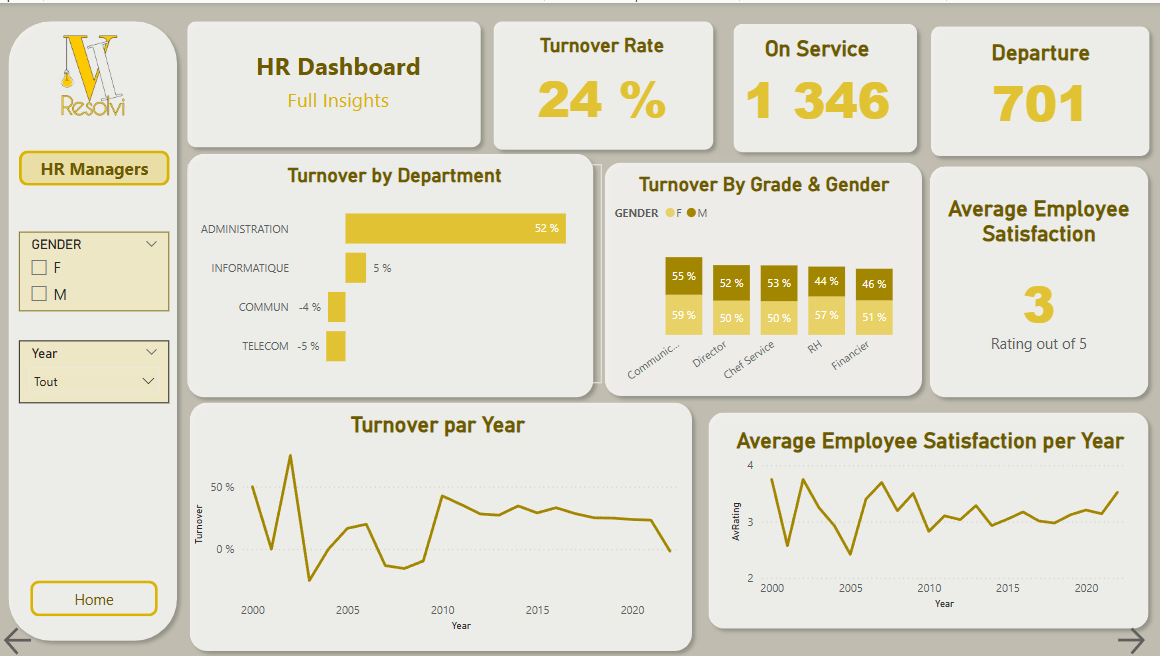 Resolvi
HR Managers
GENDER
F
M
Year
Tout
Home
HR Dashboard
Full Insights
Turnover Rate
24 %
On Service
1 346
Departure
701
Turnover by Department
ADMINISTRATION
52 %
INFORMATIQUE
5 %
COMMUN
-4 %
TELECOM
-5 %
Turnover By Grade & Gender
GENDER F M
55 % 52 % 53 % 44 % 46 %
59 % 50 % 50 % 57 % 51 %
Communic... Director Chef Service RH Financier
Average Employee
Satisfaction
3
Rating out of 5
Turnover par Year
Turnover
50 %
0 %
2000 2005 2010 2015 2020
Year
Average Employee Satisfaction per Year
AvRating
4
3
2
2000 2005 2010 2015 2020
Year